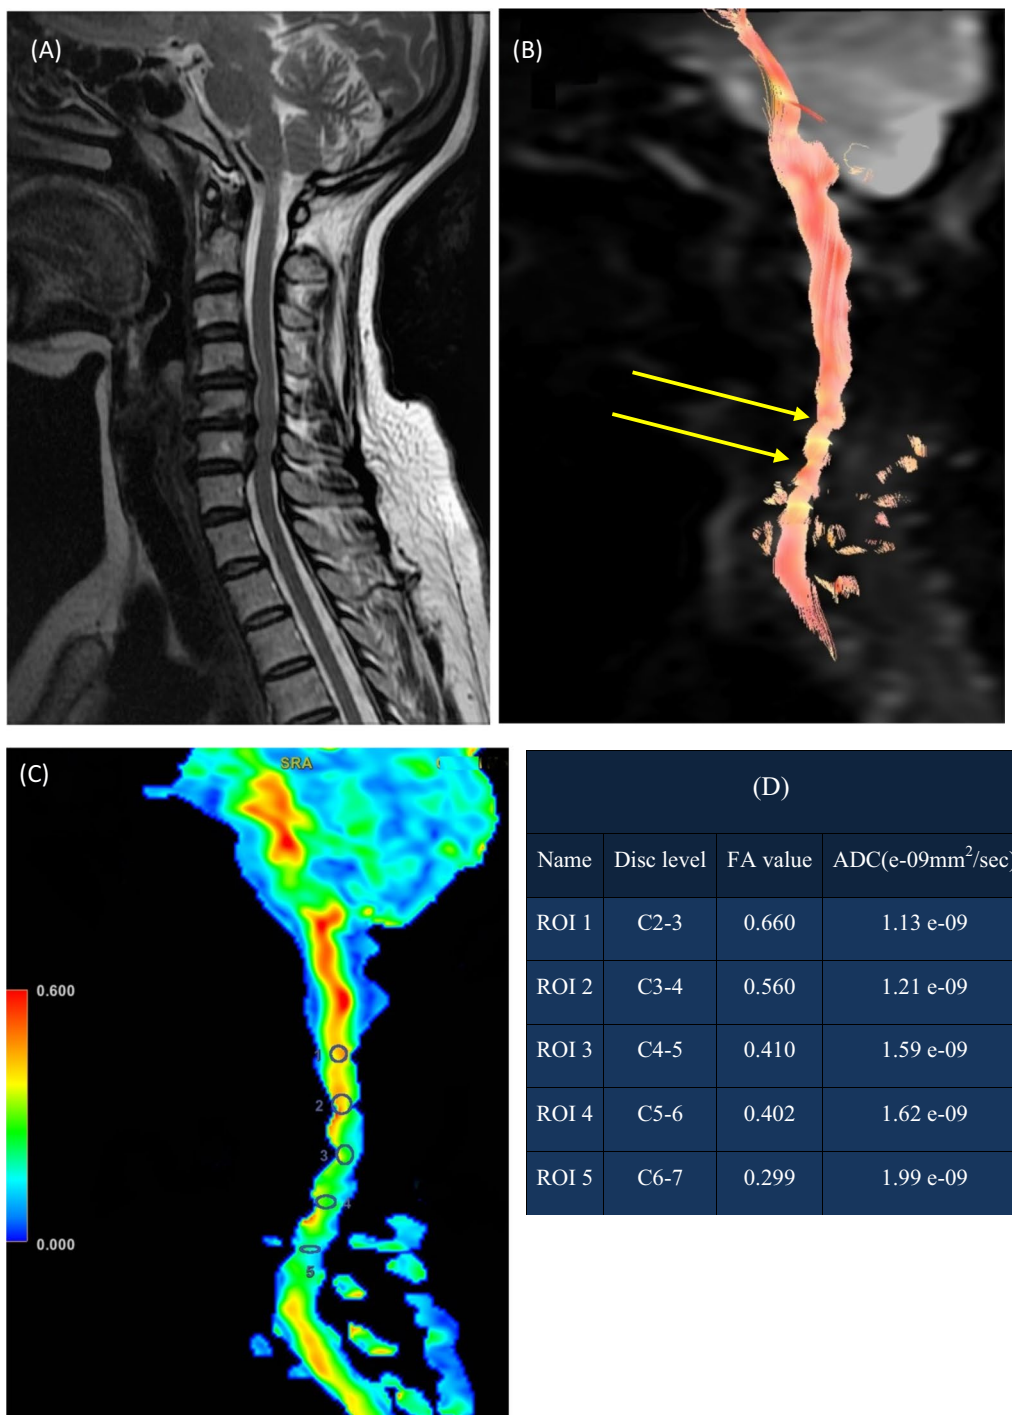 (A)
(B)
(C)
SRA
0.600
0.000
1
2
3
4
5
(D)
Name Disc level FA value ADC(e-09mm²/sec)
ROI 1 C2-3 0.660 1.13 e-09
ROI 2 C3-4 0.560 1.21 e-09
ROI 3 C4-5 0.410 1.59 e-09
ROI 4 C5-6 0.402 1.62 e-09
ROI 5 C6-7 0.299 1.99 e-09